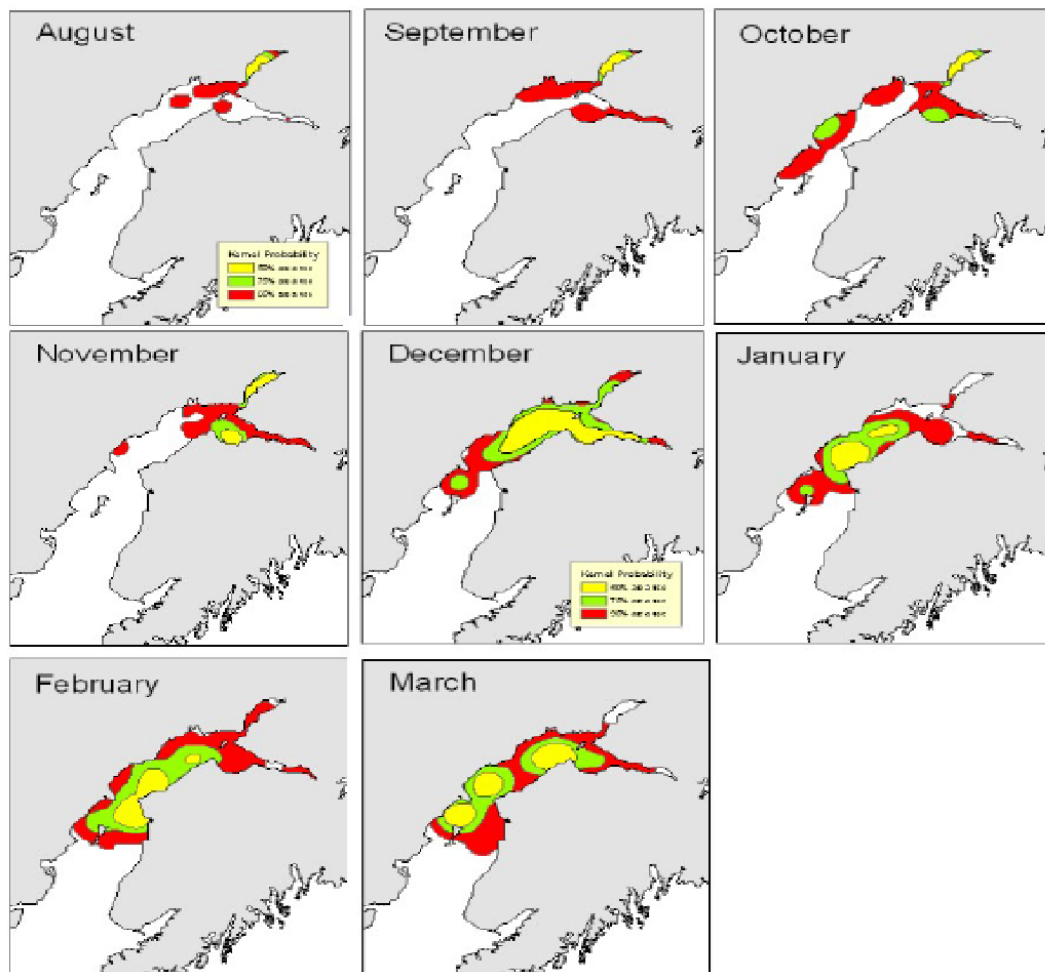 August
September
October
Kernel Probability
November
December
January
Kernel Probability
February
March